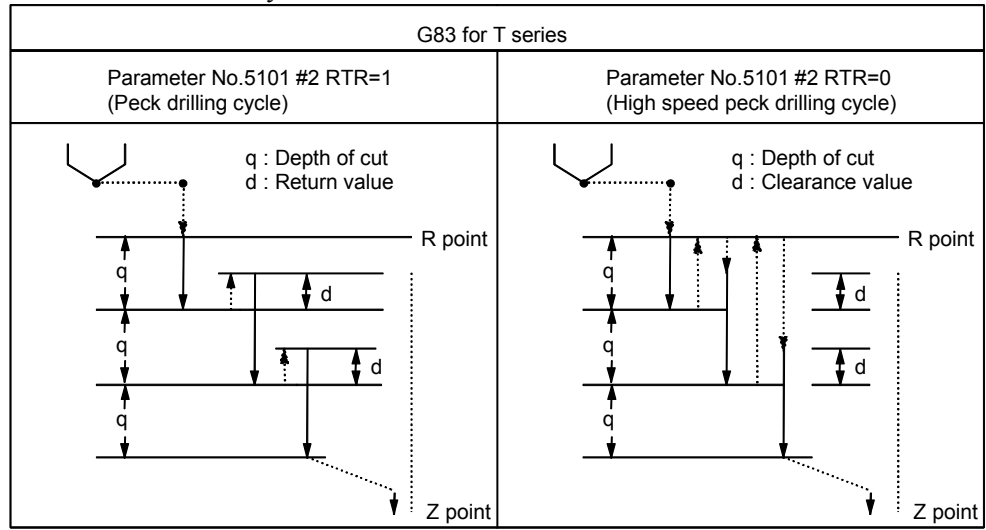 G83 for T series
Parameter No.5101 #2 RTR=1
(Peck drilling cycle)
Parameter No.5101 #2 RTR=0
(High speed peck drilling cycle)
q : Depth of cut
d : Return value
R point
q
d
q
d
q
Z point
q : Depth of cut
d : Clearance value
R point
q
d
q
d
q
Z point